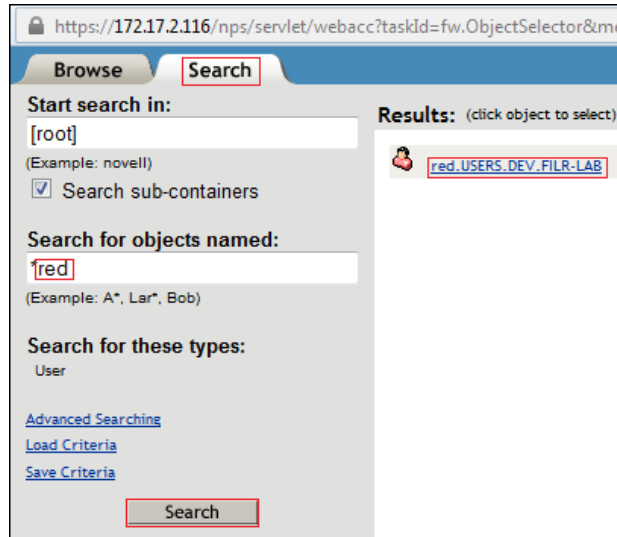 https://172.17.2.116/nps/servlet/webacc?taskId=fw.ObjectSelector&m
Browse
Search
Start search in:
[root]
(Example: novell)
Search sub-containers
Search for objects named:
*red
(Example: A*, Lar*, Bob)
Search for these types:
User
Advanced Searching
Load Criteria
Save Criteria
Search
Results: (click object to select)
red.USERS.DEV.FILR-LAB